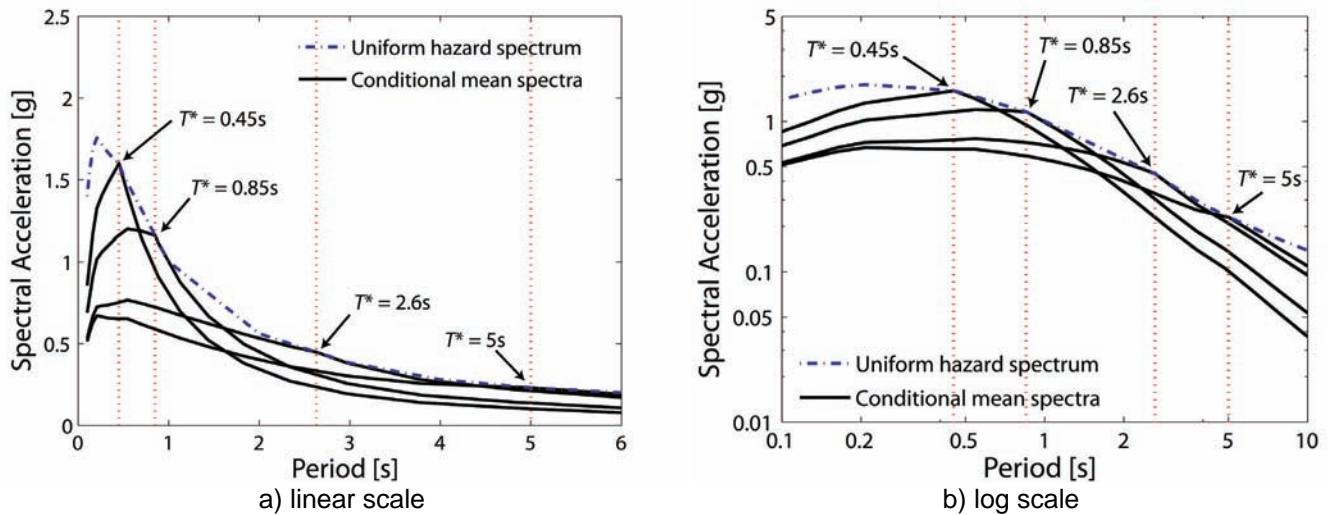 2.5
2
1.5
1
0.5
0
Spectral Acceleration [g]
Uniform hazard spectrum
Conditional mean spectra
T* = 0.45s
T* = 0.85s
T* = 2.6s
T* = 5s
0 1 2 3 4 5 6
Period [s]
a) linear scale
5
1
0.5
0.1
0.05
0.01
Spectral Acceleration [g]
T* = 0.45s
T* = 0.85s
T* = 2.6s
T* = 5s
Uniform hazard spectrum
Conditional mean spectra
0.1 0.2 0.5 1 2 5 10
Period [s]
b) log scale